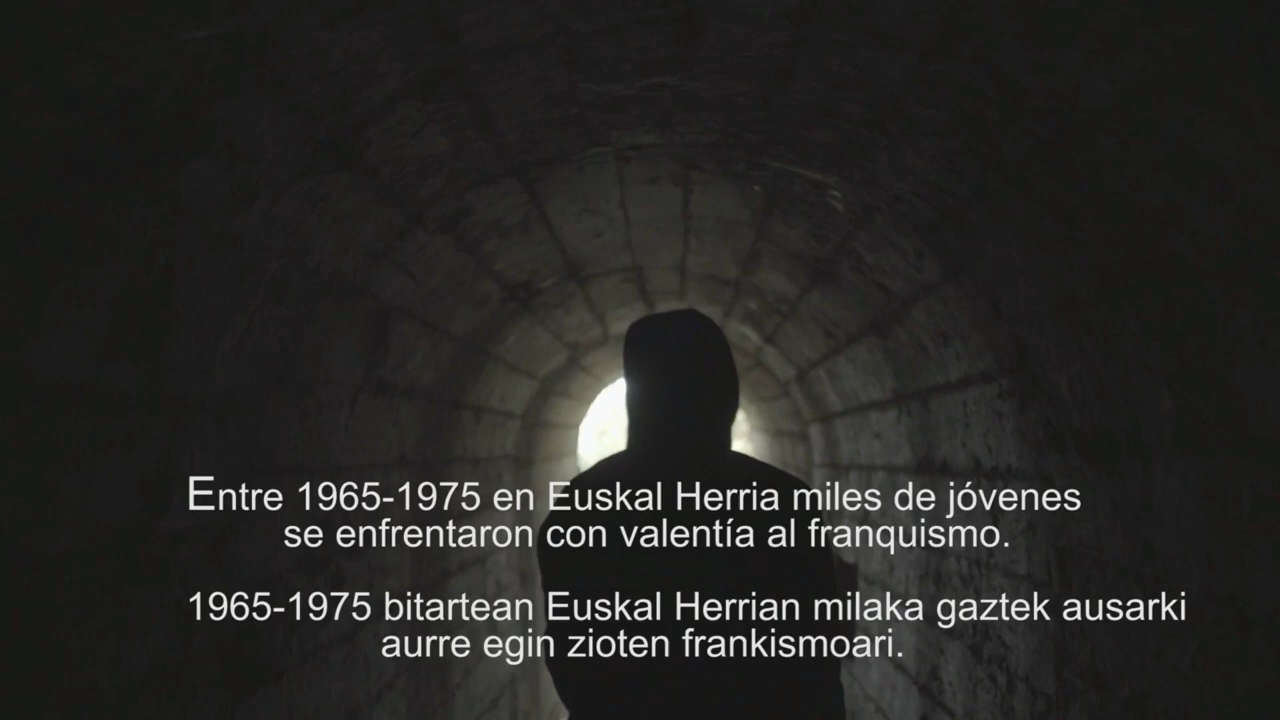 Entre 1965-1975 en Euskal Herria miles de jóvenes
se enfrentaron con valentía al franquismo.
1965-1975 bitartean Euskal Herrian milaka gaztek ausarki
aurre egin zioten frankismoari.